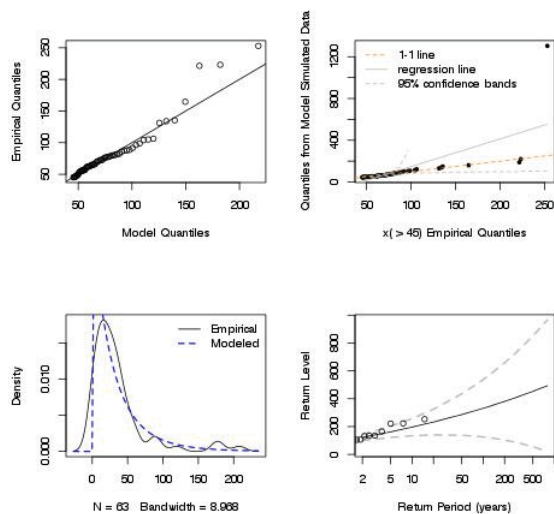 Empirical Quantiles
50 100 150 200 250
50 100 150 200
Model Quantiles
Quantiles from Model Simulated Data
0 400 800 1200
1-1 line
regression line
95% confidence bands
50 100 150 200 250
x( > 45) Empirical Quantiles
Density
0.000 0.010
Empirical
Modeled
0 50 100 150 200
N = 63 Bandwidth = 8.968
Return Level
0 200 400 600 800
2 5 10 50 100 500
Return Period (years)